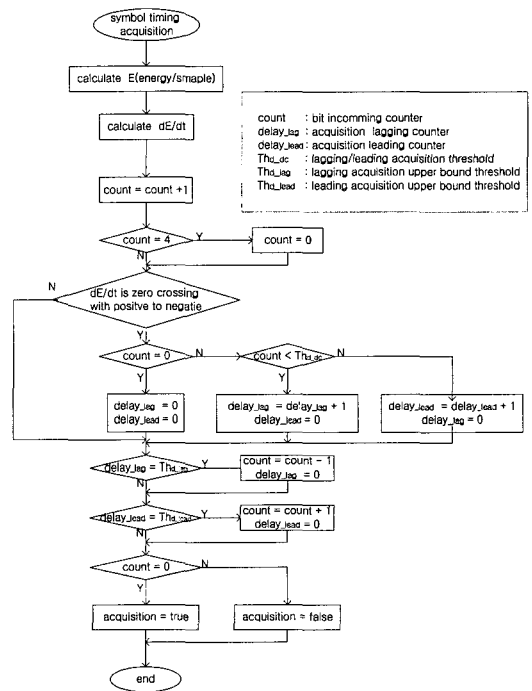 symbol timing
acquisition
calculate E(energy/smaple)
calculate dE/dt
count : bit incomming counter
delay_lag : acquisition lagging counter
delay_lead : acquisition leading counter
Thd_dc : lagging/leading acquisition threshold
Thd_lag : lagging acquisition upper bound threshold
Thd_lead : leading acquisition upper bound threshold
count = count +1
count = 4
Y
count = 0
N
dE/dt is zero crossing
with positve to negatie
N
Y
count = 0
N
count < Thd_dc
N
Y
Y
delay_lag = 0
delay_lead = 0
delay_lag = delay_lag + 1
delay_lead = 0
delay_lead = delay_lead + 1
delay_lag = 0
delay_lag = Thd_lag
Y
count = count - 1
delay_lag = 0
N
delay_lead = Thd_lead
Y
count = count + 1
delay_lead = 0
N
count = 0
N
Y
acquisition = true
acquisition = false
end